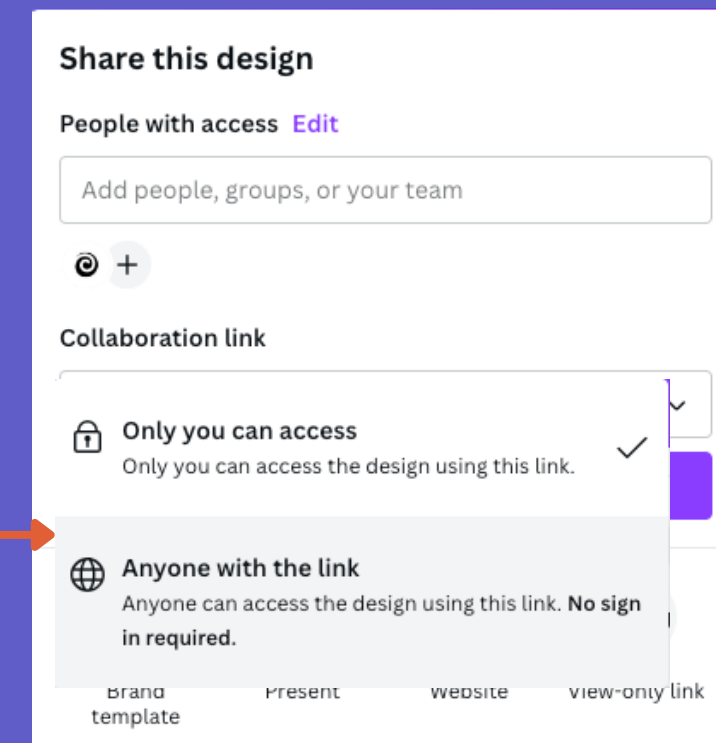 Share this design
People with access Edit
Add people, groups, or your team
Collaboration link
Only you can access
Only you can access the design using this link.
Anyone with the link
Anyone can access the design using this link. No sign
in required.
Brand Present Website View-only link
template